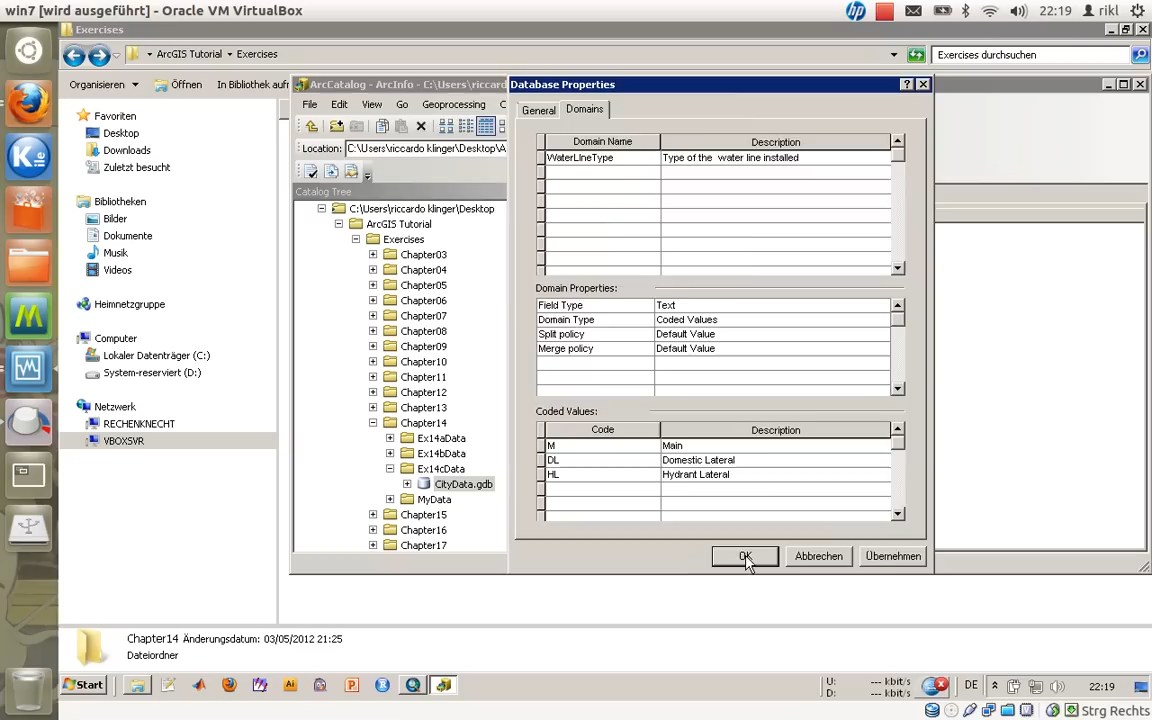 win7 [wird ausgeführt] - Oracle VM VirtualBox
hp
22:19
rikl
Exercises
ArcGIS Tutorial
Exercises
Exercises durchsuchen
Organisieren
Öffnen
In Bibliothek auf
Favoriten
Desktop
Downloads
Zuletzt besucht
Bibliotheken
Bilder
Dokumente
Musik
Videos
Heimnetzgruppe
Computer
Lokaler Datenträger (C:)
System-reserviert (D:)
Netzwerk
RECHENKNECHT
VBOXSVR
ArcCatalog - ArcInfo - C:\Users\riccard
File
Edit
View
Go
Geoprocessing
Location:
C:\Users\riccardo klinger\Desktop\A
Catalog Tree
C:\Users\riccardo klinger\Desktop
ArcGIS Tutorial
Exercises
Chapter03
Chapter04
Chapter05
Chapter06
Chapter07
Chapter08
Chapter09
Chapter10
Chapter11
Chapter12
Chapter13
Chapter14
Ex14aData
Ex14bData
Ex14cData
CityData.gdb
MyData
Chapter15
Chapter16
Chapter17
Database Properties
General
Domains
Domain Name
Description
WaterLIneType
Type of the  water line installed
Domain Properties:
Field Type
Text
Domain Type
Coded Values
Split policy
Default Value
Merge policy
Default Value
Coded Values:
Code
Description
M
Main
DL
Domestic Lateral
HL
Hydrant Lateral
OK
Abbrechen
Übernehmen
Chapter14
Änderungsdatum: 03/05/2012 21:25
Dateiordner
Start
U:
--- kbit/s
D:
--- kbit/s
DE
22:19
Strg Rechts